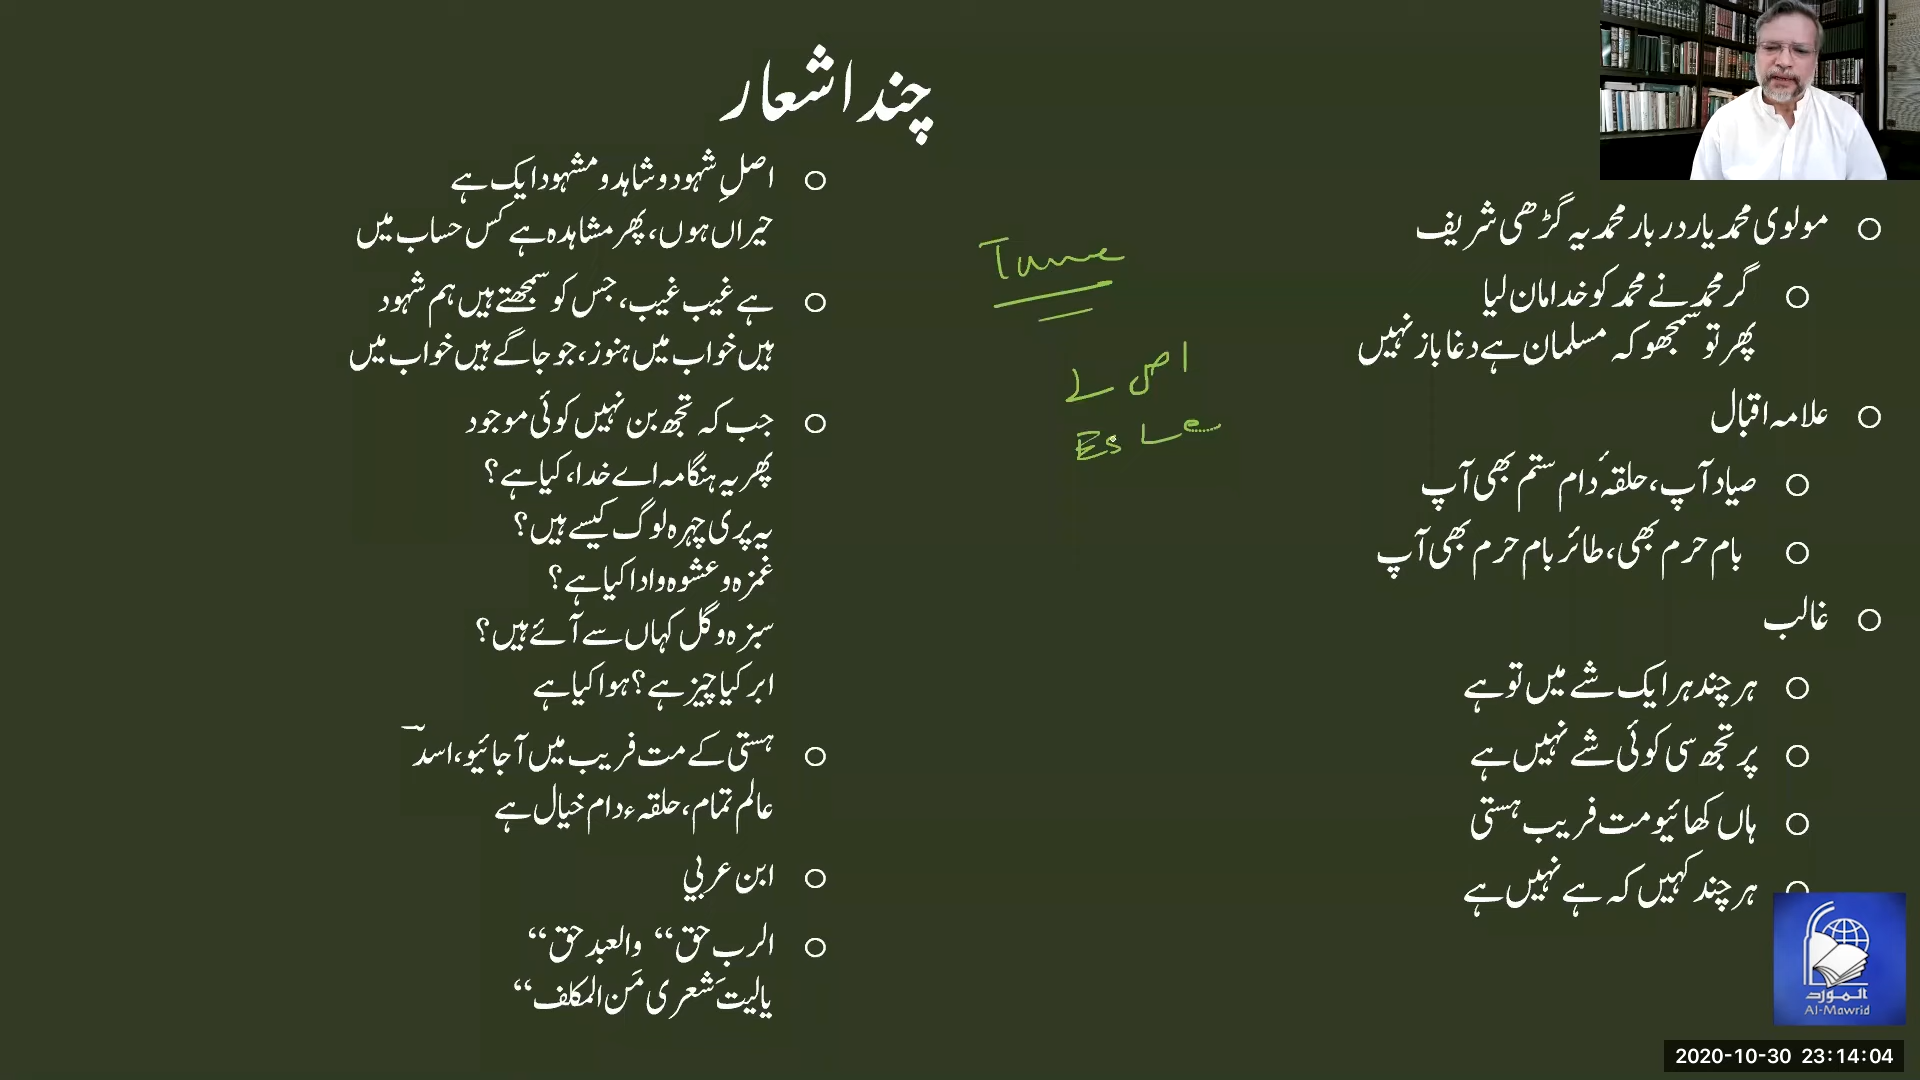 چند اشعار
مولوی محمد یار دربار محمدیہ گڑھی شریف
گر محمد نے محمد کو خدا مان لیا
پھر تو سمجھو کہ مسلمان ہے دغا باز نہیں
علامہ اقبال
صیاد آپ، حلقۂ دام ستم بھی آپ
بام حرم بھی، طائر بام حرم بھی آپ
غالب
ہر چند ہر ایک شے میں تو ہے
پر تجھ سی کوئی شے نہیں ہے
ہاں کھائیو مت فریب ہستی
ہر چند کہیں کہ ہے نہیں ہے
اصلِ شہود و شاہد و مشہود ایک ہے
حیراں ہوں، پھر مشاہدہ ہے کس حساب میں
ہے غیب غیب، جس کو سمجھتے ہیں ہم شہود
ہیں خواب میں ہنوز، جو جاگے ہیں خواب میں
جب کہ تجھ بن نہیں کوئی موجود
پھر یہ ہنگامہ اے خدا، کیا ہے؟
یہ پری چہرہ لوگ کیسے ہیں؟
غمزہ و عشوہ و ادا کیا ہے؟
سبزہ و گل کہاں سے آئے ہیں؟
ابر کیا چیز ہے؟ ہوا کیا ہے
ہستی کے مت فریب میں آ جائیو، اسدؔ
عالم تمام، حلقہء دام خیال ہے
ابن عربي
الرب حق“ والعبد حق“
یالیتَ شعری مَن المکلف“
المورد
Al-Mawrid
2020-10-30 23:14:04